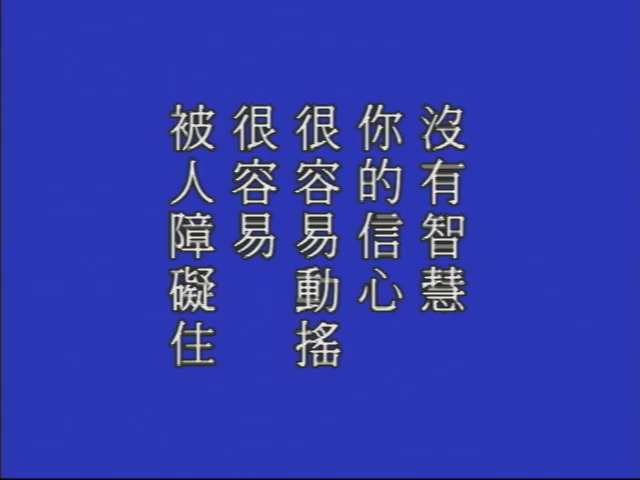 沒有智慧
你的信心
很容易動搖
很容易
被人障礙住